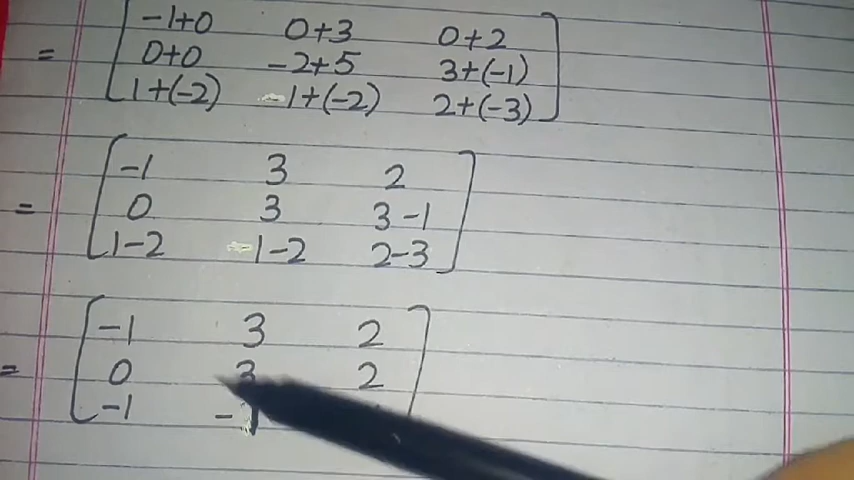 -1+0 0+3 0+2
= 0+0 -2+5 3+(-1)
1+(-2) 1+(-2) 2+(-3)
-1 3 2
= 0 3 3-1
1-2 1-2 2-3
-1 3 2
= 0 3 2
-1 -1